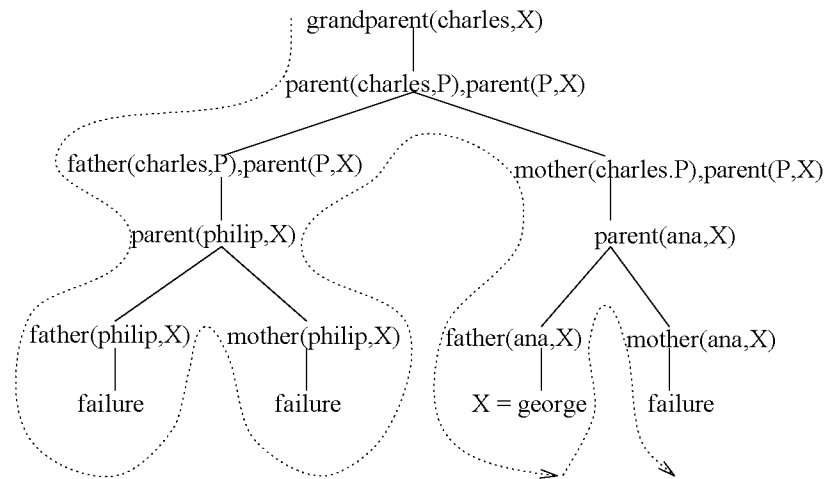 grandparent(charles,X)
parent(charles,P),parent(P,X)
father(charles,P),parent(P,X)
mother(charles.P),parent(P,X)
parent(philip,X)
parent(ana,X)
father(philip,X)
mother(philip,X)
father(ana,X)
mother(ana,X)
failure
failure
X = george
failure